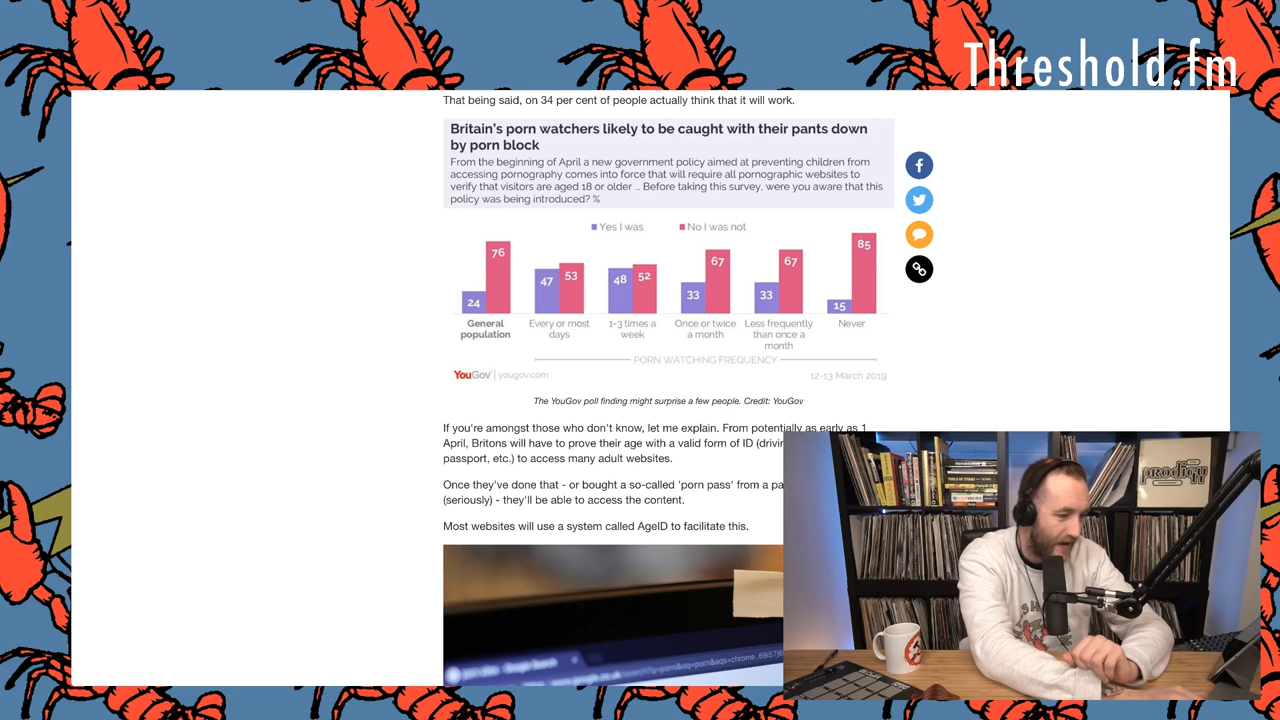 Threshold.fm
That being said, on 34 per cent of people actually think that it will work.
Britain's porn watchers likely to be caught with their pants down
by porn block
From the beginning of April a new government policy aimed at preventing children from
accessing pornography comes into force that will require all pornographic websites to
verify that visitors are aged 18 or older ... Before taking this survey, were you aware that this
policy was being introduced? %
Yes I was No I was not
76 47 53 48 52 67 67 85
24 33 33 15
General Every or most 1-3 times a Once or twice Less frequently Never
population days week a month than once a
month
PORN WATCHING FREQUENCY
YouGov | yougov.com 12-13 March 2019
The YouGov poll finding might surprise a few people. Credit: YouGov
If you're amongst those who don't know, let me explain. From potentially as early as 1
April, Britons will have to prove their age with a valid form of ID
passport, etc.) to access many adult websites.
Once they've done that - or bought a so-called 'porn pass' from a
(seriously) - they'll be able to access the content.
Most websites will use a system called AgeID to facilitate this.
prodigy